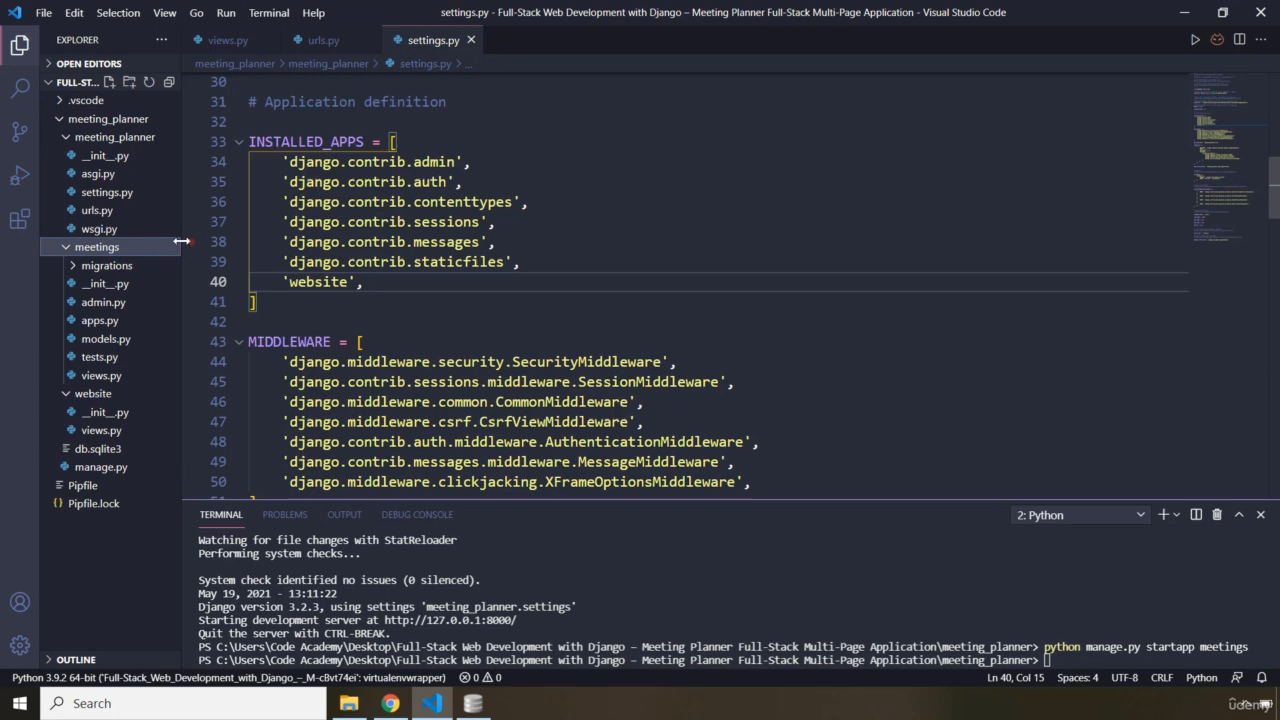 File Edit Selection View Go Run Terminal Help
settings.py - Full-Stack Web Development with Django – Meeting Planner Full-Stack Multi-Page Application - Visual Studio Code
EXPLORER
views.py urls.py settings.py
OPEN EDITORS
meeting_planner > meeting_planner > settings.py > ...
FULL-ST...
.vscode
meeting_planner
meeting_planner
__init__.py
asgi.py
settings.py
urls.py
wsgi.py
meetings
migrations
__init__.py
admin.py
apps.py
models.py
tests.py
views.py
website
__init__.py
views.py
db.sqlite3
manage.py
Pipfile
Pipfile.lock
OUTLINE
30
31 # Application definition
32
33 INSTALLED_APPS = [
34 'django.contrib.admin',
35 'django.contrib.auth',
36 'django.contrib.contenttypes',
37 'django.contrib.sessions',
38 'django.contrib.messages',
39 'django.contrib.staticfiles',
40 'website',
41 ]
42
43 MIDDLEWARE = [
44 'django.middleware.security.SecurityMiddleware',
45 'django.contrib.sessions.middleware.SessionMiddleware',
46 'django.middleware.common.CommonMiddleware',
47 'django.middleware.csrf.CsrfViewMiddleware',
48 'django.contrib.auth.middleware.AuthenticationMiddleware',
49 'django.contrib.messages.middleware.MessageMiddleware',
50 'django.middleware.clickjacking.XFrameOptionsMiddleware',
TERMINAL PROBLEMS OUTPUT DEBUG CONSOLE
2: Python
Watching for file changes with StatReloader
Performing system checks...
System check identified no issues (0 silenced).
May 19, 2021 - 13:11:22
Django version 3.2.3, using settings 'meeting_planner.settings'
Starting development server at http://127.0.0.1:8000/
Quit the server with CTRL-BREAK.
PS C:\Users\Code Academy\Desktop\Full-Stack Web Development with Django – Meeting Planner Full-Stack Multi-Page Application\meeting_planner> python manage.py startapp meetings
PS C:\Users\Code Academy\Desktop\Full-Stack Web Development with Django – Meeting Planner Full-Stack Multi-Page Application\meeting_planner>
Python 3.9.2 64-bit ('Full-Stack_Web_Development_with_Django_–_M-c8vt74ei': virtualenvwrapper) 0 0
Ln 40, Col 15 Spaces: 4 UTF-8 CRLF Python
Search
udemy